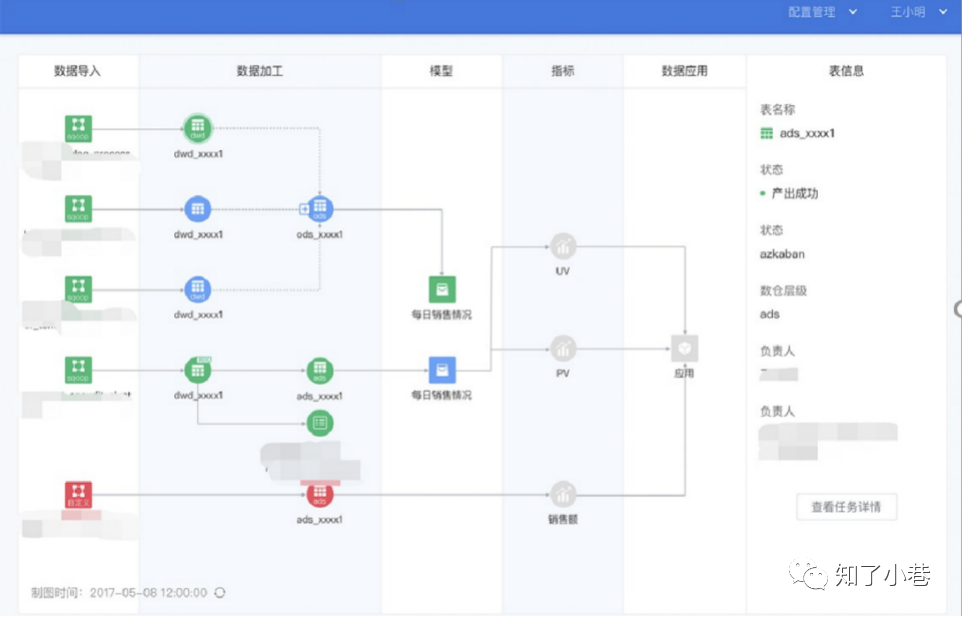 配置管理
王小明
数据导入
数据加工
模型
指标
数据应用
表信息
sqoop
dwd
dwd_xxxx1
sqoop
dwd_xxxx1
ods
ods_xxxx1
sqoop
dwd
dwd_xxxx1
每日销售情况
UV
sqoop
dwd_xxxx1
ads
ads_xxxx1
每日销售情况
PV
应用
自定义
ads
ads_xxxx1
销售额
表名称
ads_xxxx1
状态
产出成功
状态
azkaban
数仓层级
ads
负责人
负责人
查看任务详情
制图时间：2017-05-08 12:00:00
知了小巷